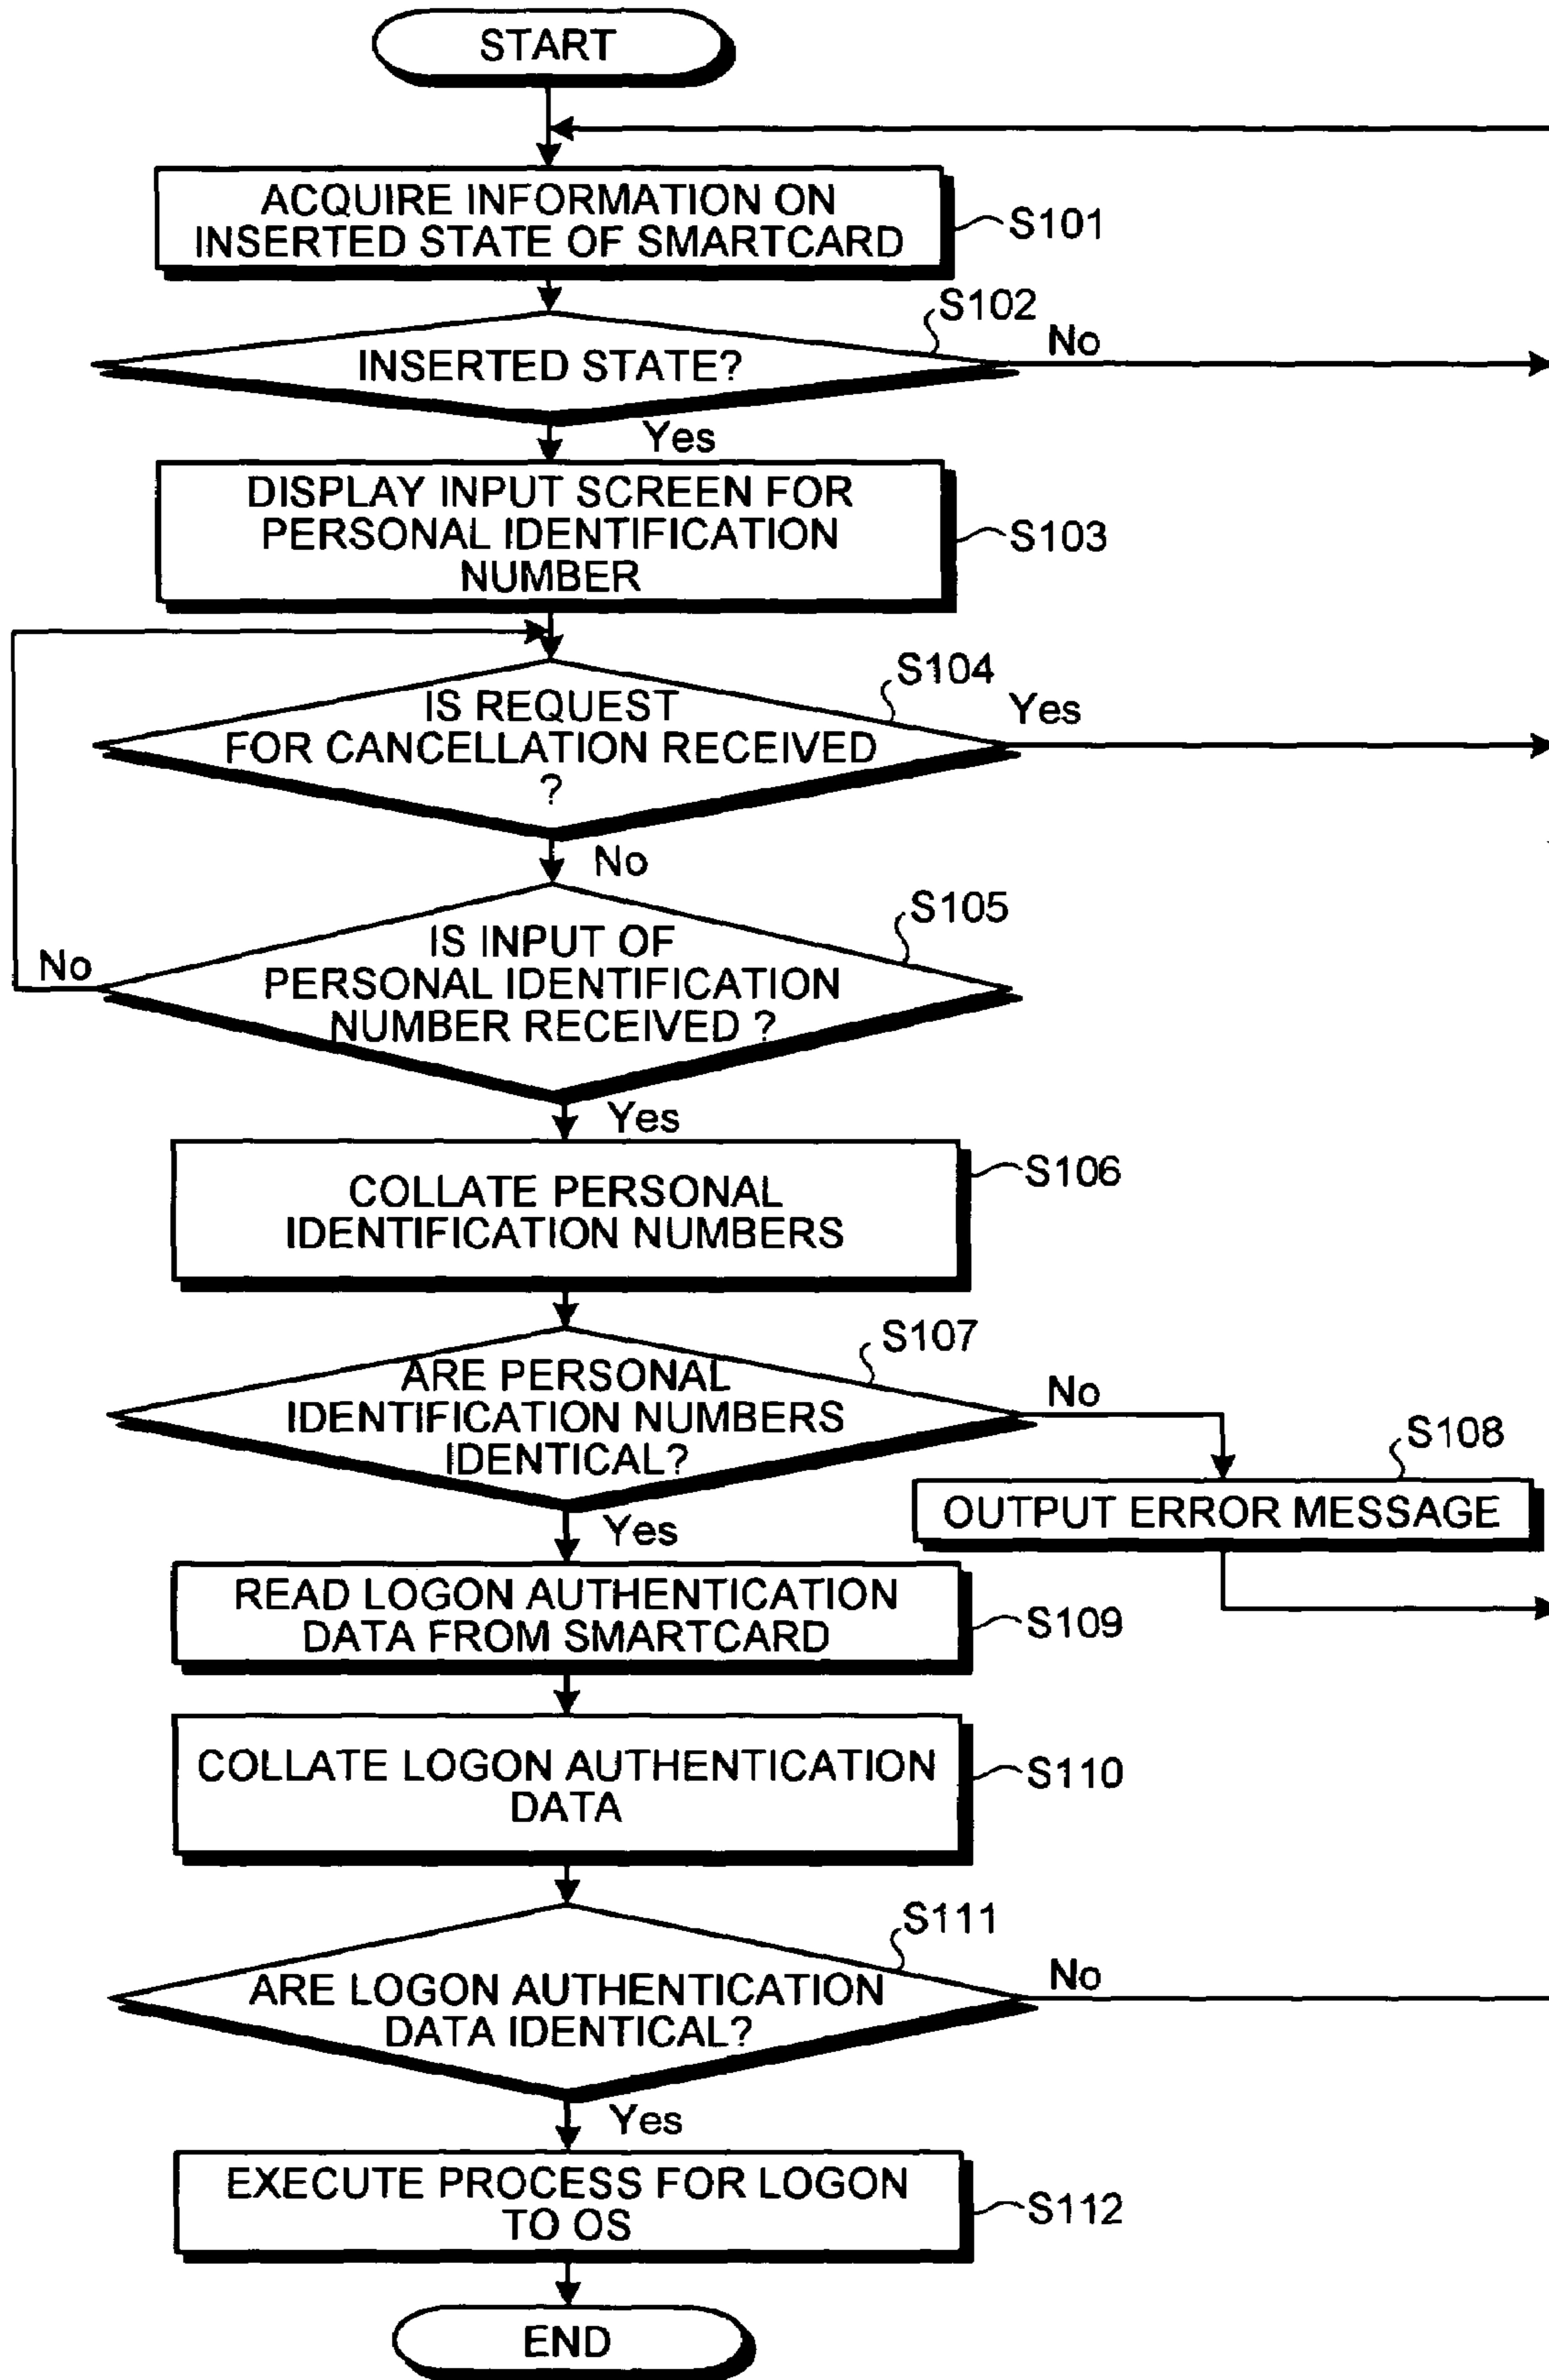 START
ACQUIRE INFORMATION ON
INSERTED STATE OF SMARTCARD
S101
S102
INSERTED STATE?
No
Yes
DISPLAY INPUT SCREEN FOR
PERSONAL IDENTIFICATION
NUMBER
S103
S104
IS REQUEST
FOR CANCELLATION RECEIVED
?
Yes
No
S105
IS INPUT OF
PERSONAL IDENTIFICATION
NUMBER RECEIVED ?
No
Yes
COLLATE PERSONAL
IDENTIFICATION NUMBERS
S106
S107
ARE PERSONAL
IDENTIFICATION NUMBERS
IDENTICAL?
No
Yes
S108
OUTPUT ERROR MESSAGE
READ LOGON AUTHENTICATION
DATA FROM SMARTCARD
S109
COLLATE LOGON AUTHENTICATION
DATA
S110
S111
ARE LOGON AUTHENTICATION
DATA IDENTICAL?
No
Yes
EXECUTE PROCESS FOR LOGON
TO OS
S112
END